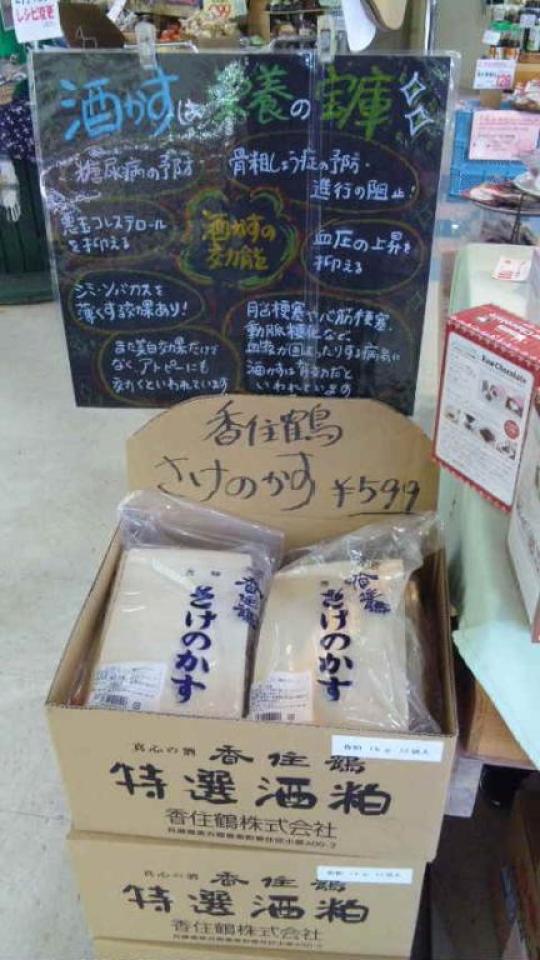 レシピ変更
酒かすは栄養の宝庫
糖尿病の予防
骨粗しょう症の予防・
進行の阻止!
悪玉コレステロール
を抑える
酒かすの
効能
血圧の上昇を
抑える
シミ・ソバカスを
薄くする効果あり!
また美白効果だけで
なく、アトピーにも
効くといわれています
脳梗塞や心筋梗塞・
動脈硬化など、
血液が固まったりする病気に
酒かすは有効だと
いわれています
香住鶴
さけのかす ¥599
香住鶴
さけのかす
香住鶴
さけのかす
Raw Chocolate
真心の酒 香住鶴
特選酒粕
香住鶴株式会社
真心の酒 香住鶴
特選酒粕
香住鶴株式会社